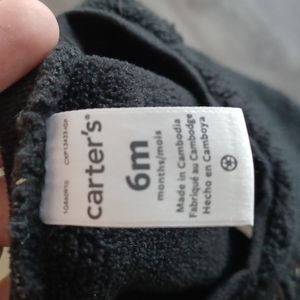 carter's®
6m
months/mois
Made in Cambodia
Fabriqué au Cambodge
Hecho en Camboya